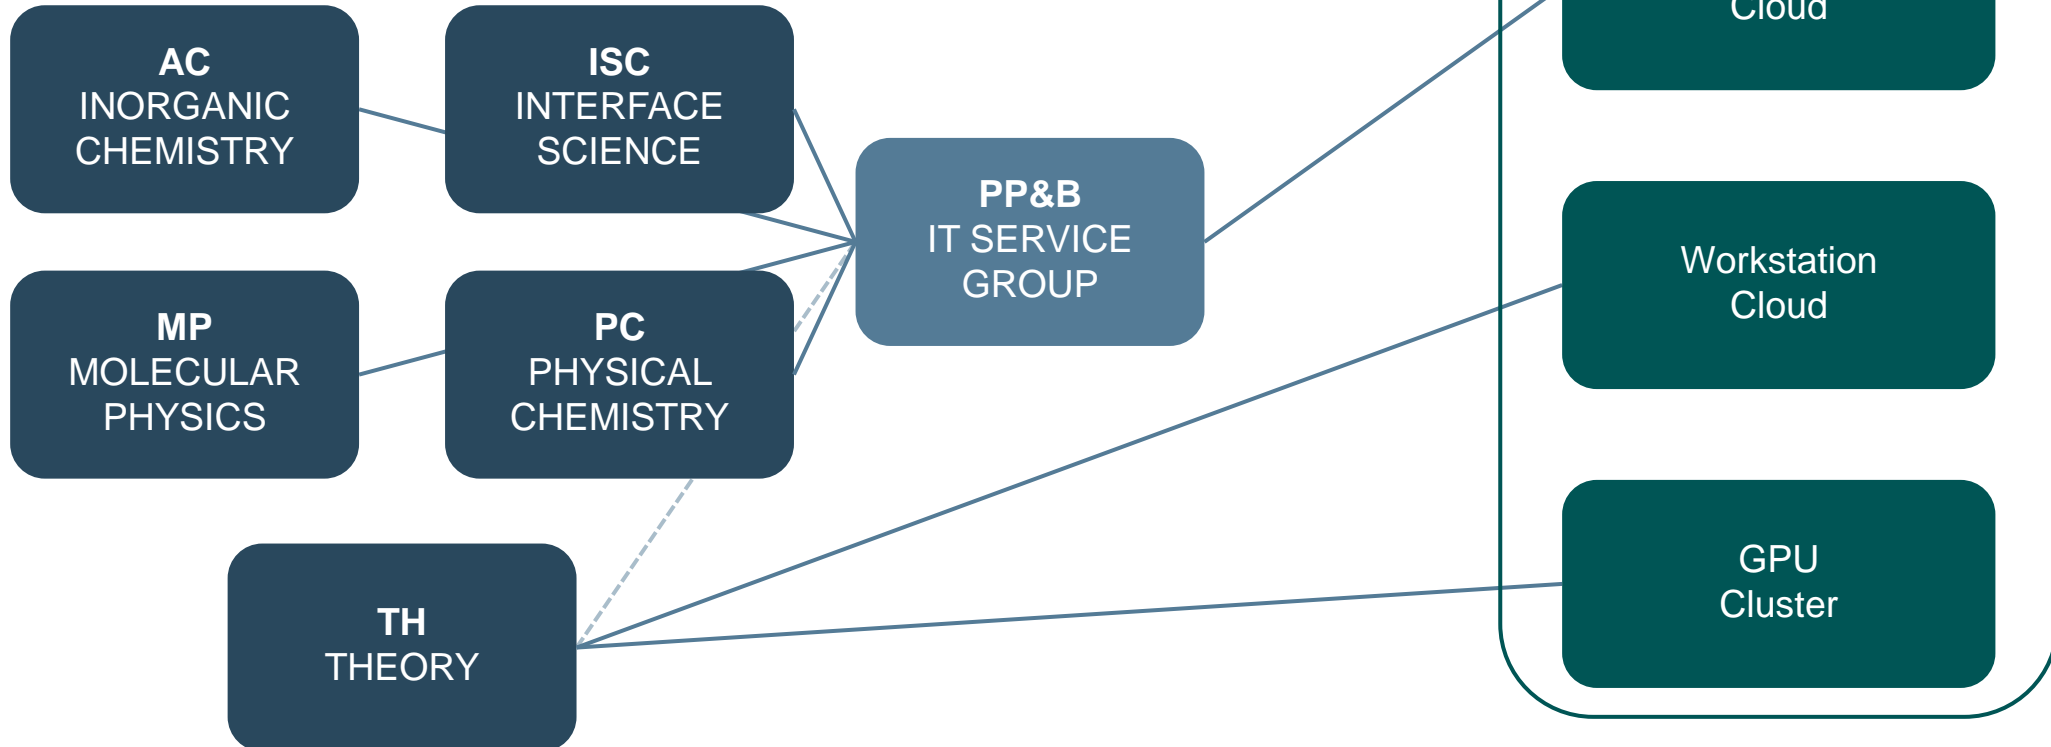 AC
INORGANIC
CHEMISTRY
ISC
INTERFACE
SCIENCE
Cloud
PP&B
IT SERVICE
GROUP
Workstation
Cloud
MP
MOLECULAR
PHYSICS
PC
PHYSICAL
CHEMISTRY
GPU
Cluster
TH
THEORY